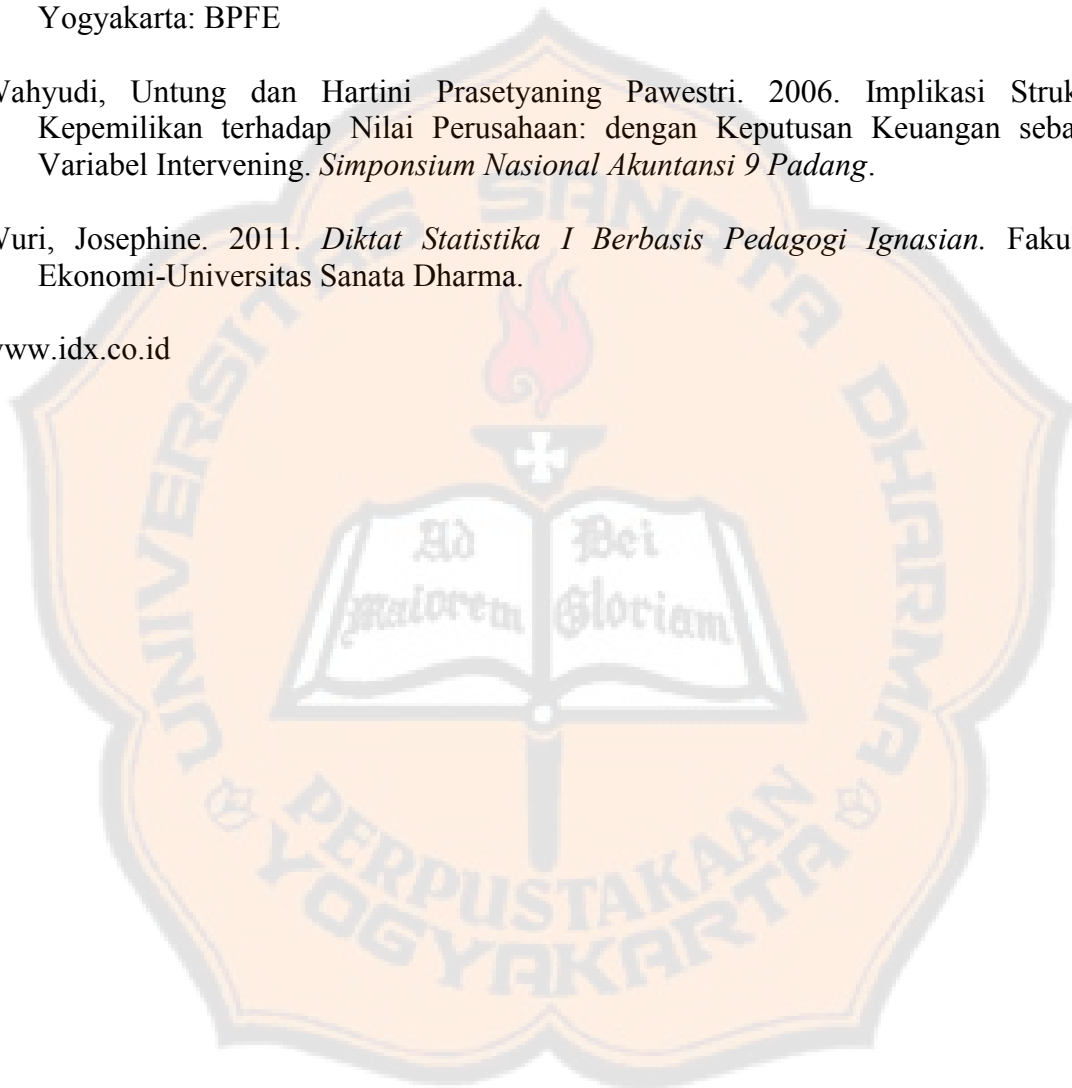 Yogyakarta: BPFE
Vahyudi, Untung dan Hartini Prasetyaning Pawestri. 2006. Implikasi Struk
Kepemilikan terhadap Nilai Perusahaan: dengan Keputusan Keuangan seba
Variabel Intervening. Simponsium Nasional Akuntansi 9 Padang.
Vuri, Josephine. 2011. Diktat Statistika I Berbasis Pedagogi Ignasian. Faku
Ekonomi-Universitas Sanata Dharma.
www.idx.co.id
UNIVERSITAS SANATA DHARMA
Ad Dei
Maiorem Gloriam
PERPUSTAKAAN
YOGYAKARTA